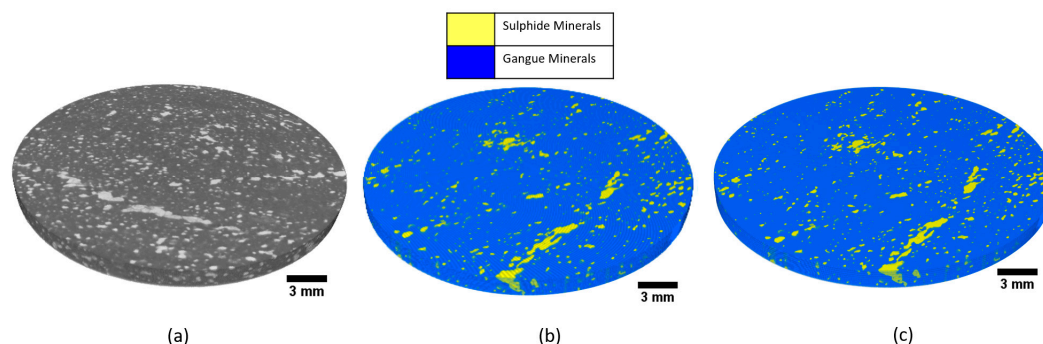 Sulphide Minerals
Gangue Minerals
3 mm
3 mm
3 mm
(a)
(b)
(c)